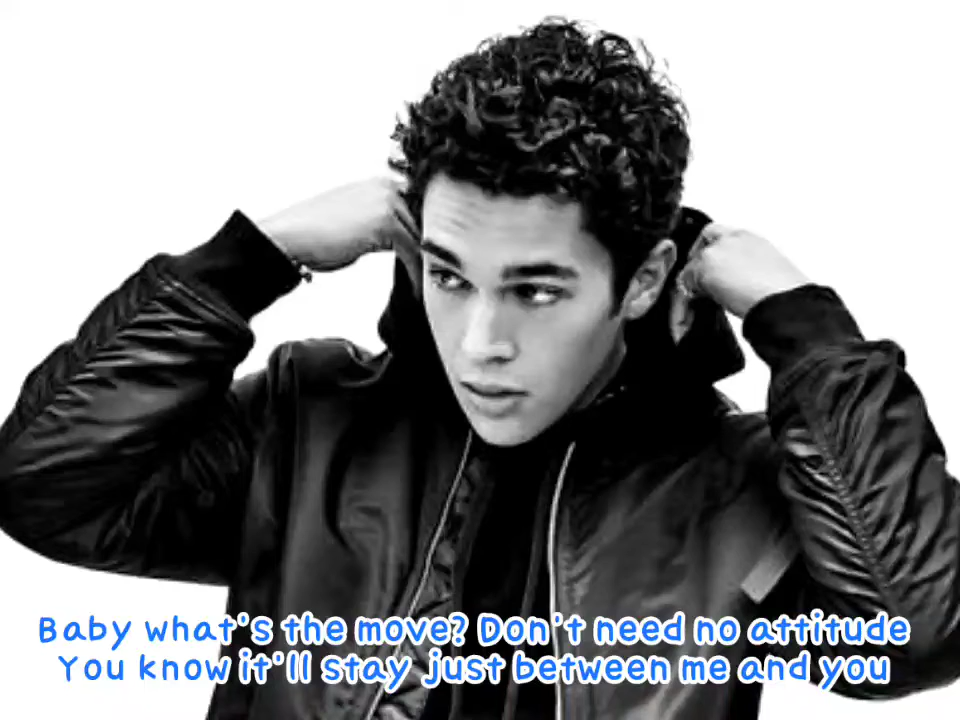 Baby what's the move? Don't need no attitude
You know it'll stay just between me and you